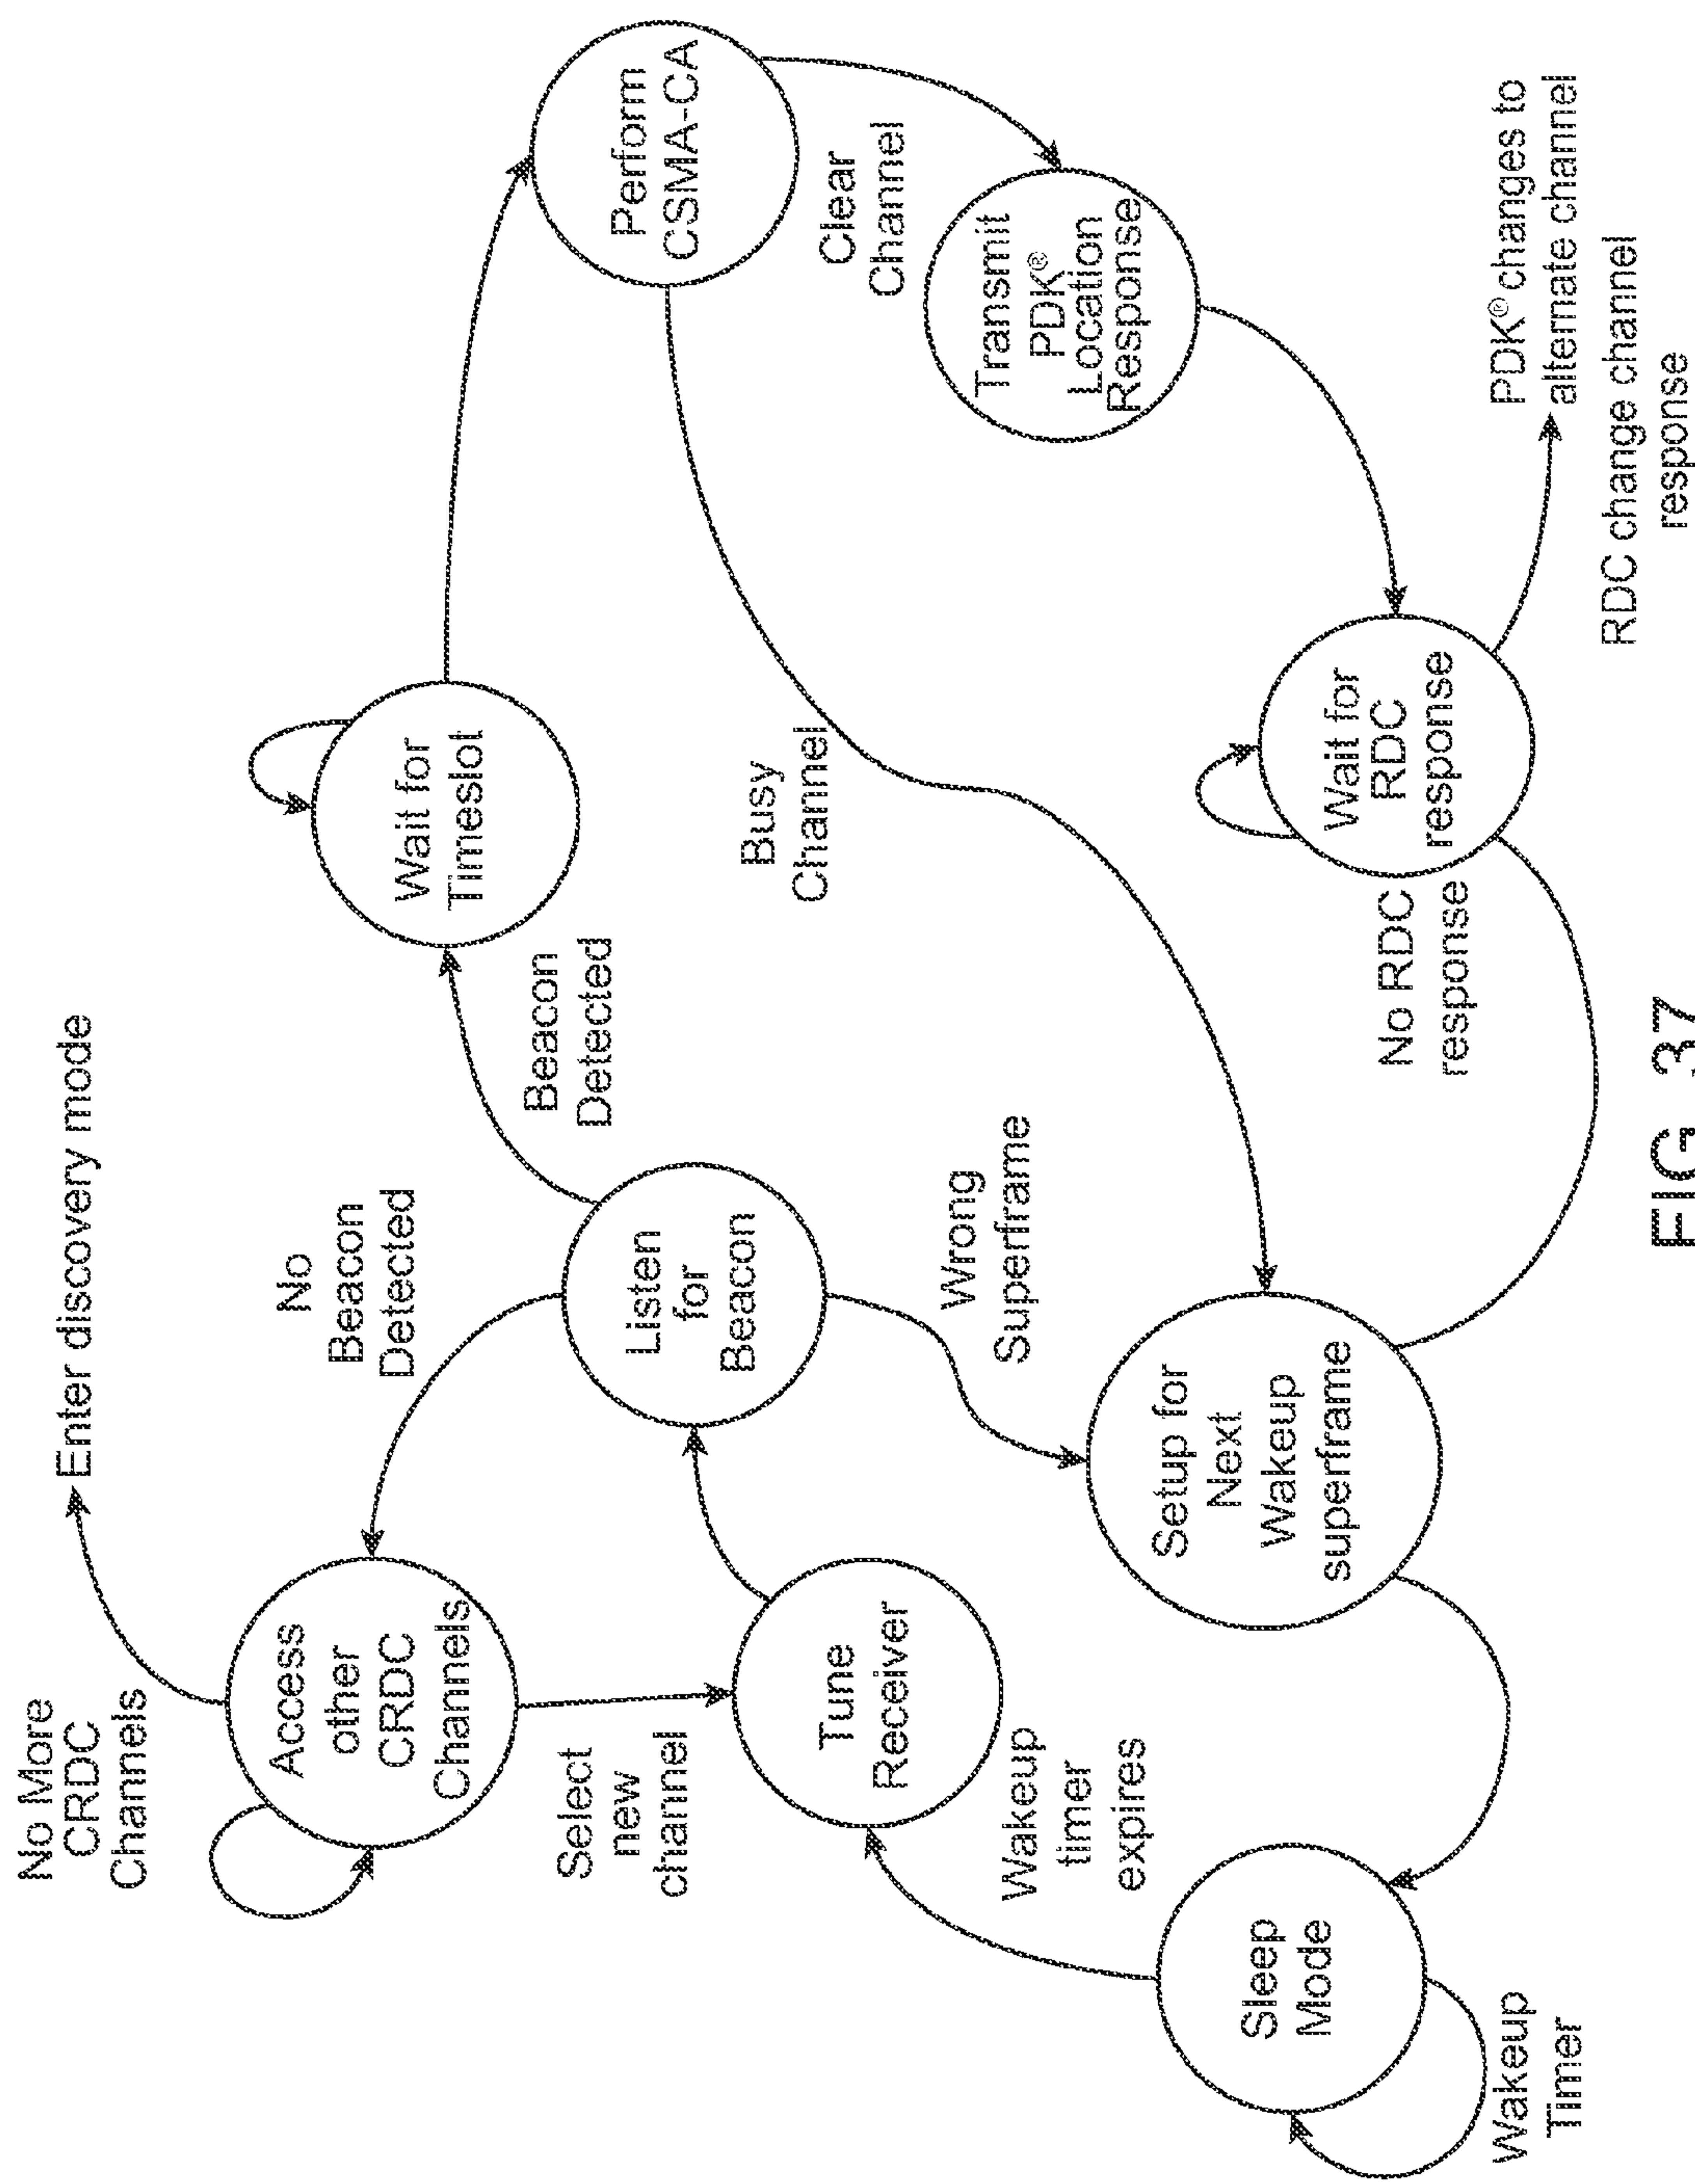 No More
CRDC
Channels
Enter discovery mode
Access
other
CRDC
Channels
No
Beacon
Detected
Select
new
channel
Tune
Receiver
Listen
for
Beacon
Beacon
Detected
Wait for
Timeslot
Perform
CSMA-CA
Busy
Channel
Clear
Channel
Wakeup
timer
expires
Wrong
Superframe
Transmit
PDK®
Location
Response
Sleep
Mode
Setup for
Next
Wakeup
superframe
Wait for
RDC
response
No RDC
response
Wakeup
Timer
PDK® changes to
alternate channel
RDC change channel
response
FIG. 37